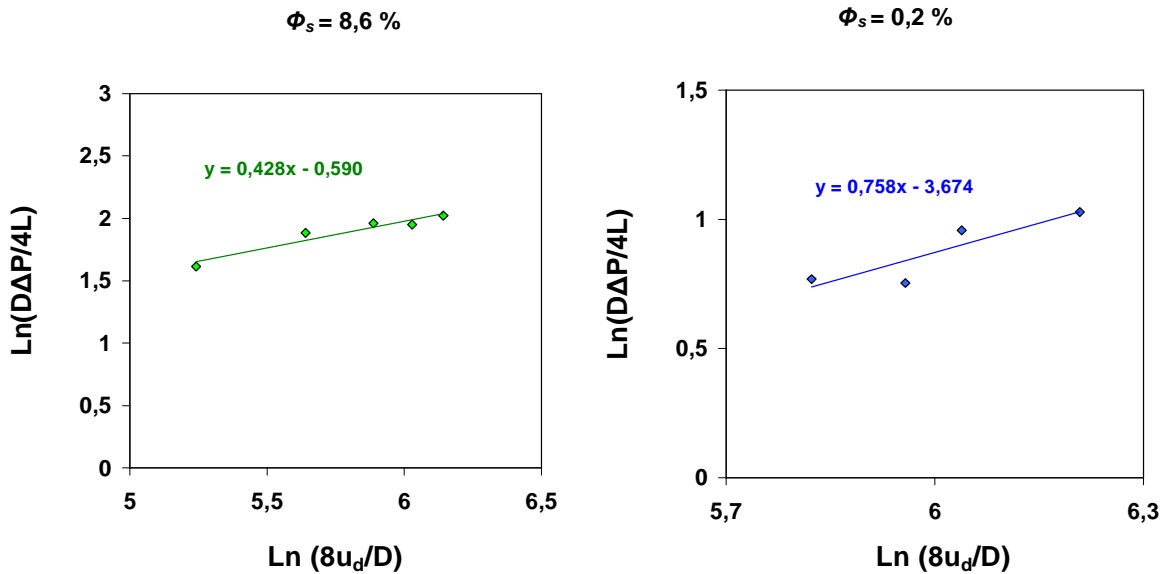 Φs = 8,6 %
3
2,5
2
1,5
1
0,5
0
5
5,5
6
6,5
y = 0,428x - 0,590
Ln(DΔP/4L)
Ln (8ud/D)
Φs = 0,2 %
1,5
1
0,5
0
5,7
6
6,3
y = 0,758x - 3,674
Ln(DΔP/4L)
Ln (8ud/D)